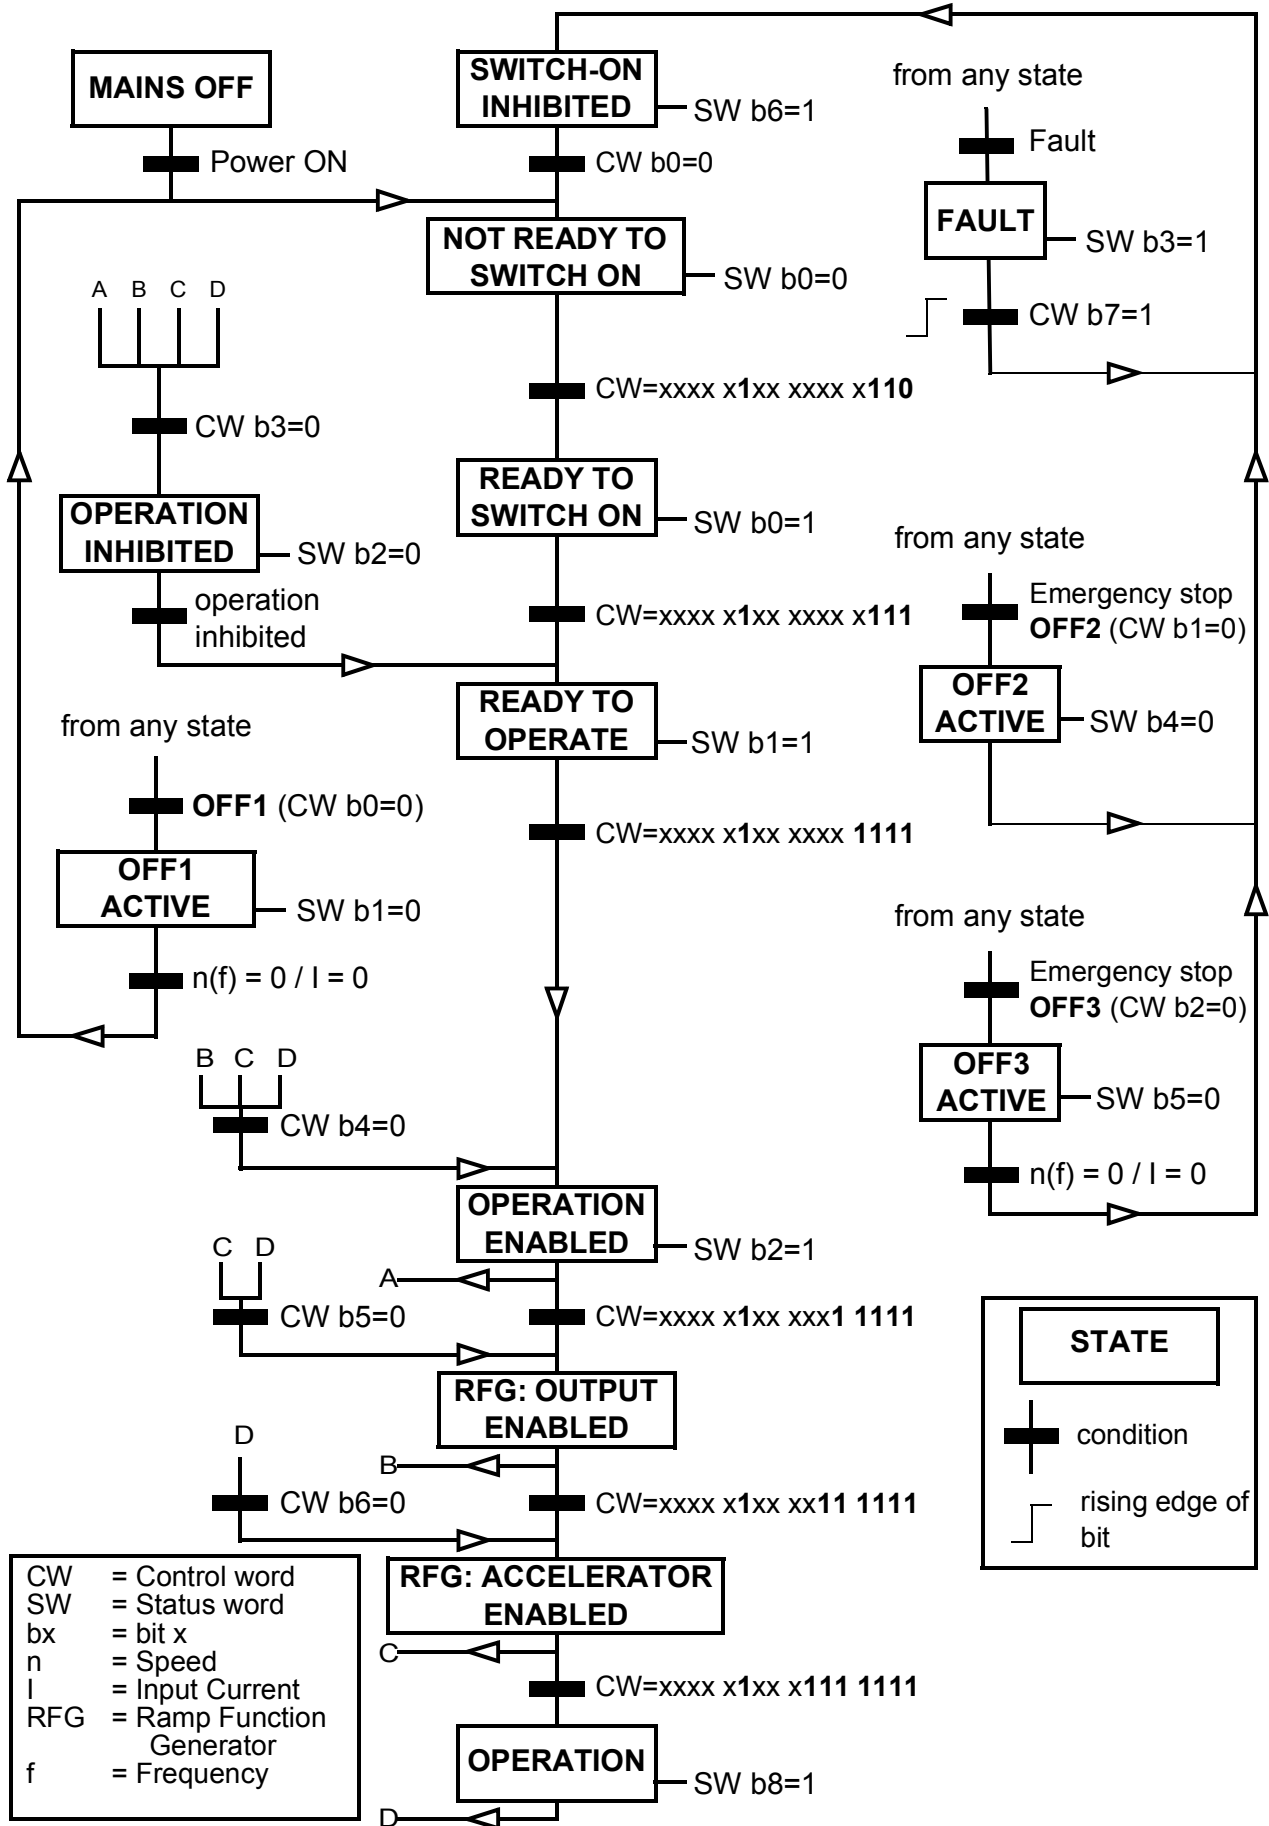 MAINS OFF
Power ON
SWITCH-ON
INHIBITED
SW b6=1
CW b0=0
NOT READY TO
SWITCH ON
SW b0=0
CW=xxxx x1xx xxxx x110
READY TO
SWITCH ON
SW b0=1
CW=xxxx x1xx xxxx x111
READY TO
OPERATE
SW b1=1
CW=xxxx x1xx xxxx 1111
A B C D
CW b3=0
OPERATION
INHIBITED
SW b2=0
operation
inhibited
from any state
OFF1 (CW b0=0)
OFF1
ACTIVE
SW b1=0
n(f) = 0 / I = 0
B C D
CW b4=0
OPERATION
ENABLED
SW b2=1
A
CW=xxxx x1xx xxx1 1111
C D
CW b5=0
RFG: OUTPUT
ENABLED
B
CW=xxxx x1xx xx11 1111
D
CW b6=0
RFG: ACCELERATOR
ENABLED
C
CW=xxxx x1xx x111 1111
OPERATION
SW b8=1
D
from any state
Fault
FAULT
SW b3=1
CW b7=1
from any state
Emergency stop
OFF2 (CW b1=0)
OFF2
ACTIVE
SW b4=0
from any state
Emergency stop
OFF3 (CW b2=0)
OFF3
ACTIVE
SW b5=0
n(f) = 0 / I = 0
STATE
condition
rising edge of
bit
CW = Control word
SW = Status word
bx = bit x
n = Speed
I = Input Current
RFG = Ramp Function
Generator
f = Frequency